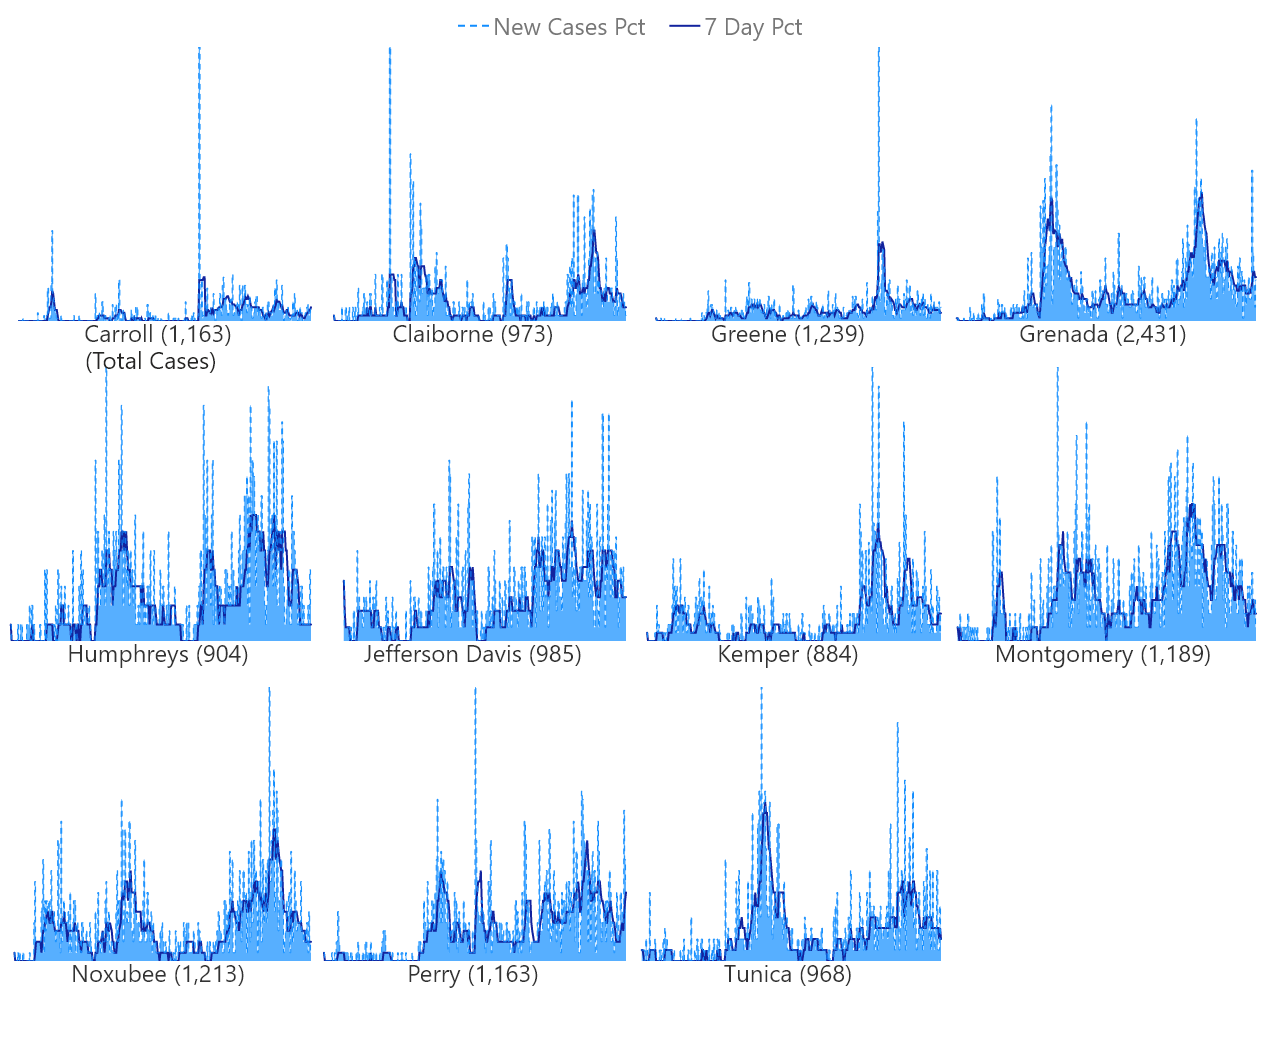 New Cases Pct 7 Day Pct
Carroll (1,163) Claiborne (973) Greene (1,239) Grenada (2,431)
(Total Cases)
Humphreys (904) Jefferson Davis (985) Kemper (884) Montgomery (1,189)
Noxubee (1,213) Perry (1,163) Tunica (968)